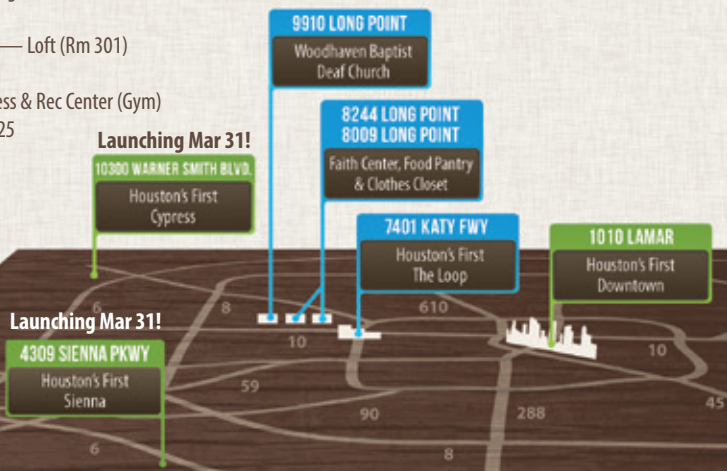 Loft (Rm 301)
ess & Rec Center (Gym)
25
9910 LONG POINT
Woodhaven Baptist
Deaf Church
8244 LONG POINT
8009 LONG POINT
Faith Center, Food Pantry
& Clothes Closet
Launching Mar 31!
10300 WARNER SMITH BLVD.
Houston's First
Cypress
7401 KATY FWY
Houston's First
The Loop
1010 LAMAR
Houston's First
Downtown
Launching Mar 31!
4309 SIENNA PKWY
Houston's First
Sienna
6
8
610
10
10
59
90
288
45
6
8